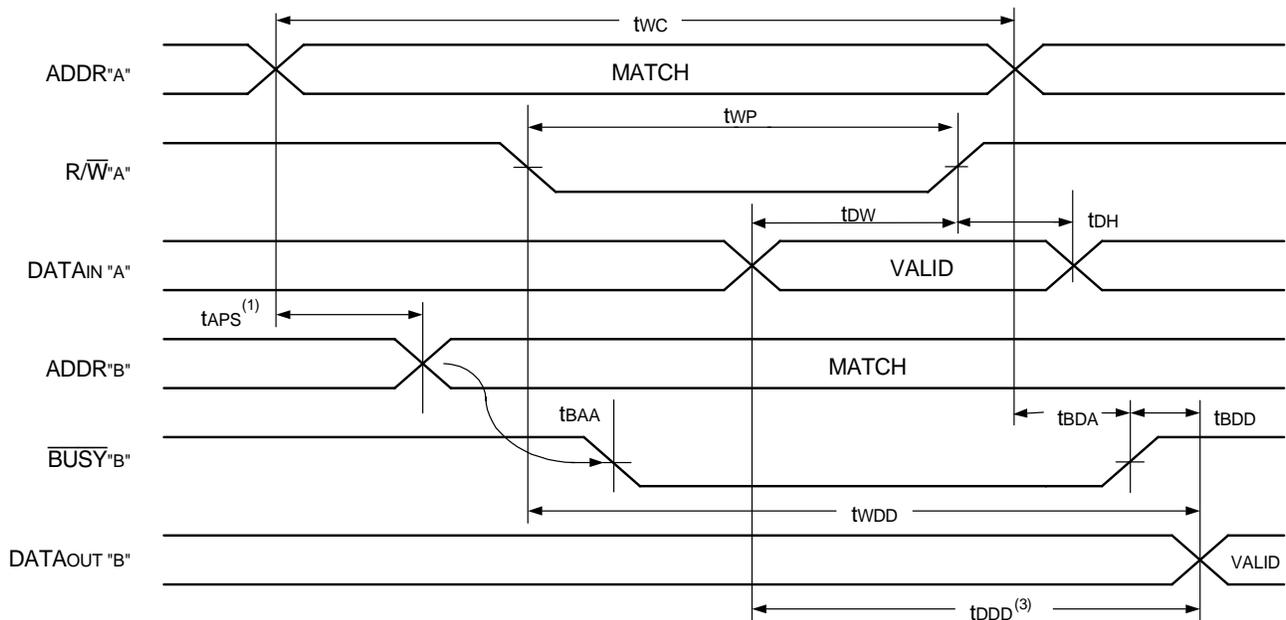 tWC
ADDR"A"
MATCH
tWP
R/W"A"
tDW
tDH
DATAIN "A"
VALID
tAPS(1)
ADDR"B"
MATCH
tBAA
tBDA
tBDD
BUSY"B"
tWDD
DATAOUT "B"
VALID
tDDD(3)